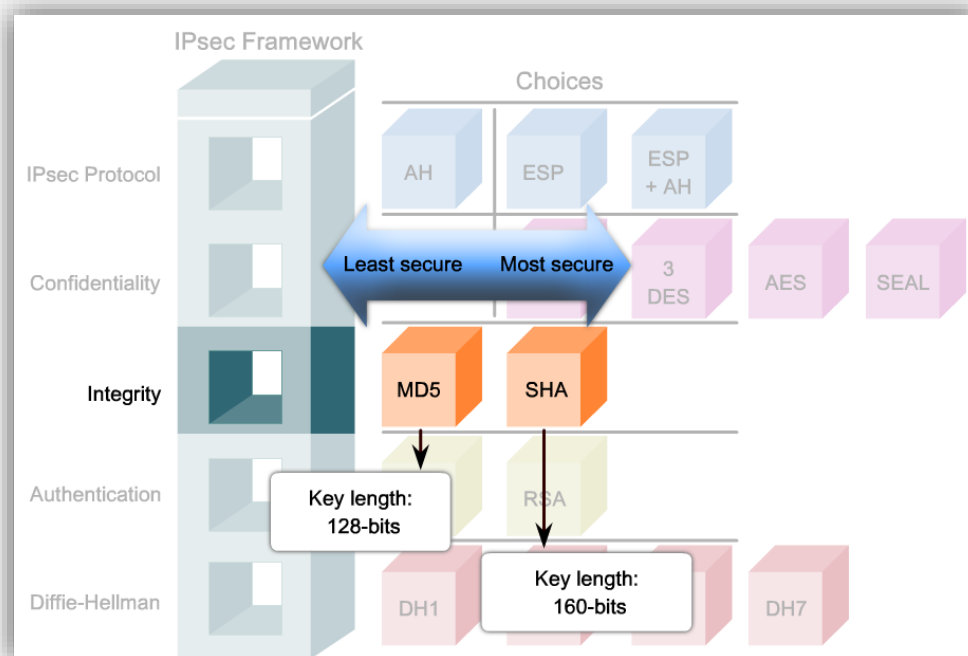 IPsec Framework
Choices
IPsec Protocol
AH
ESP
ESP
+ AH
Least secure
Most secure
Confidentiality
3
DES
AES
SEAL
Integrity
MD5
SHA
Authentication
RSA
Key length:
128-bits
Key length:
160-bits
Diffie-Hellman
DH1
DH7